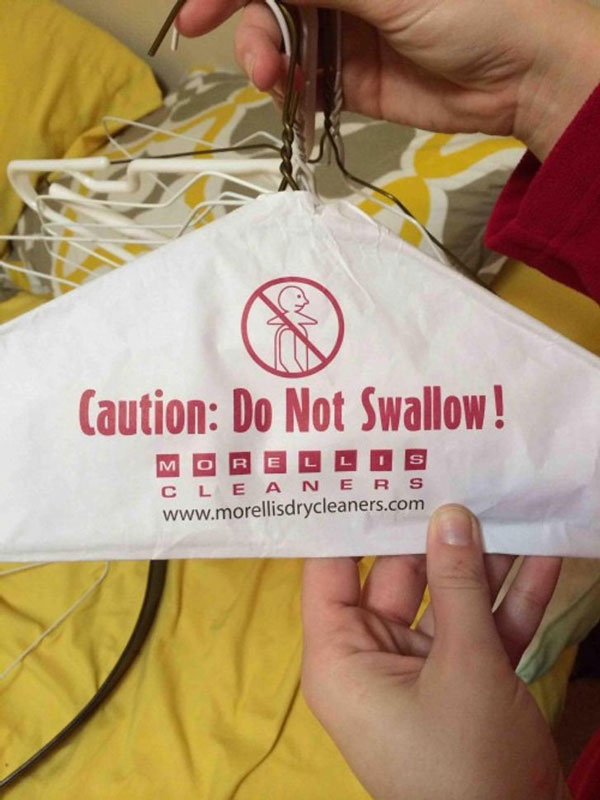 Caution: Do Not Swallow!
MORELLIS
CLEANERS
www.morellisdrycleaners.com